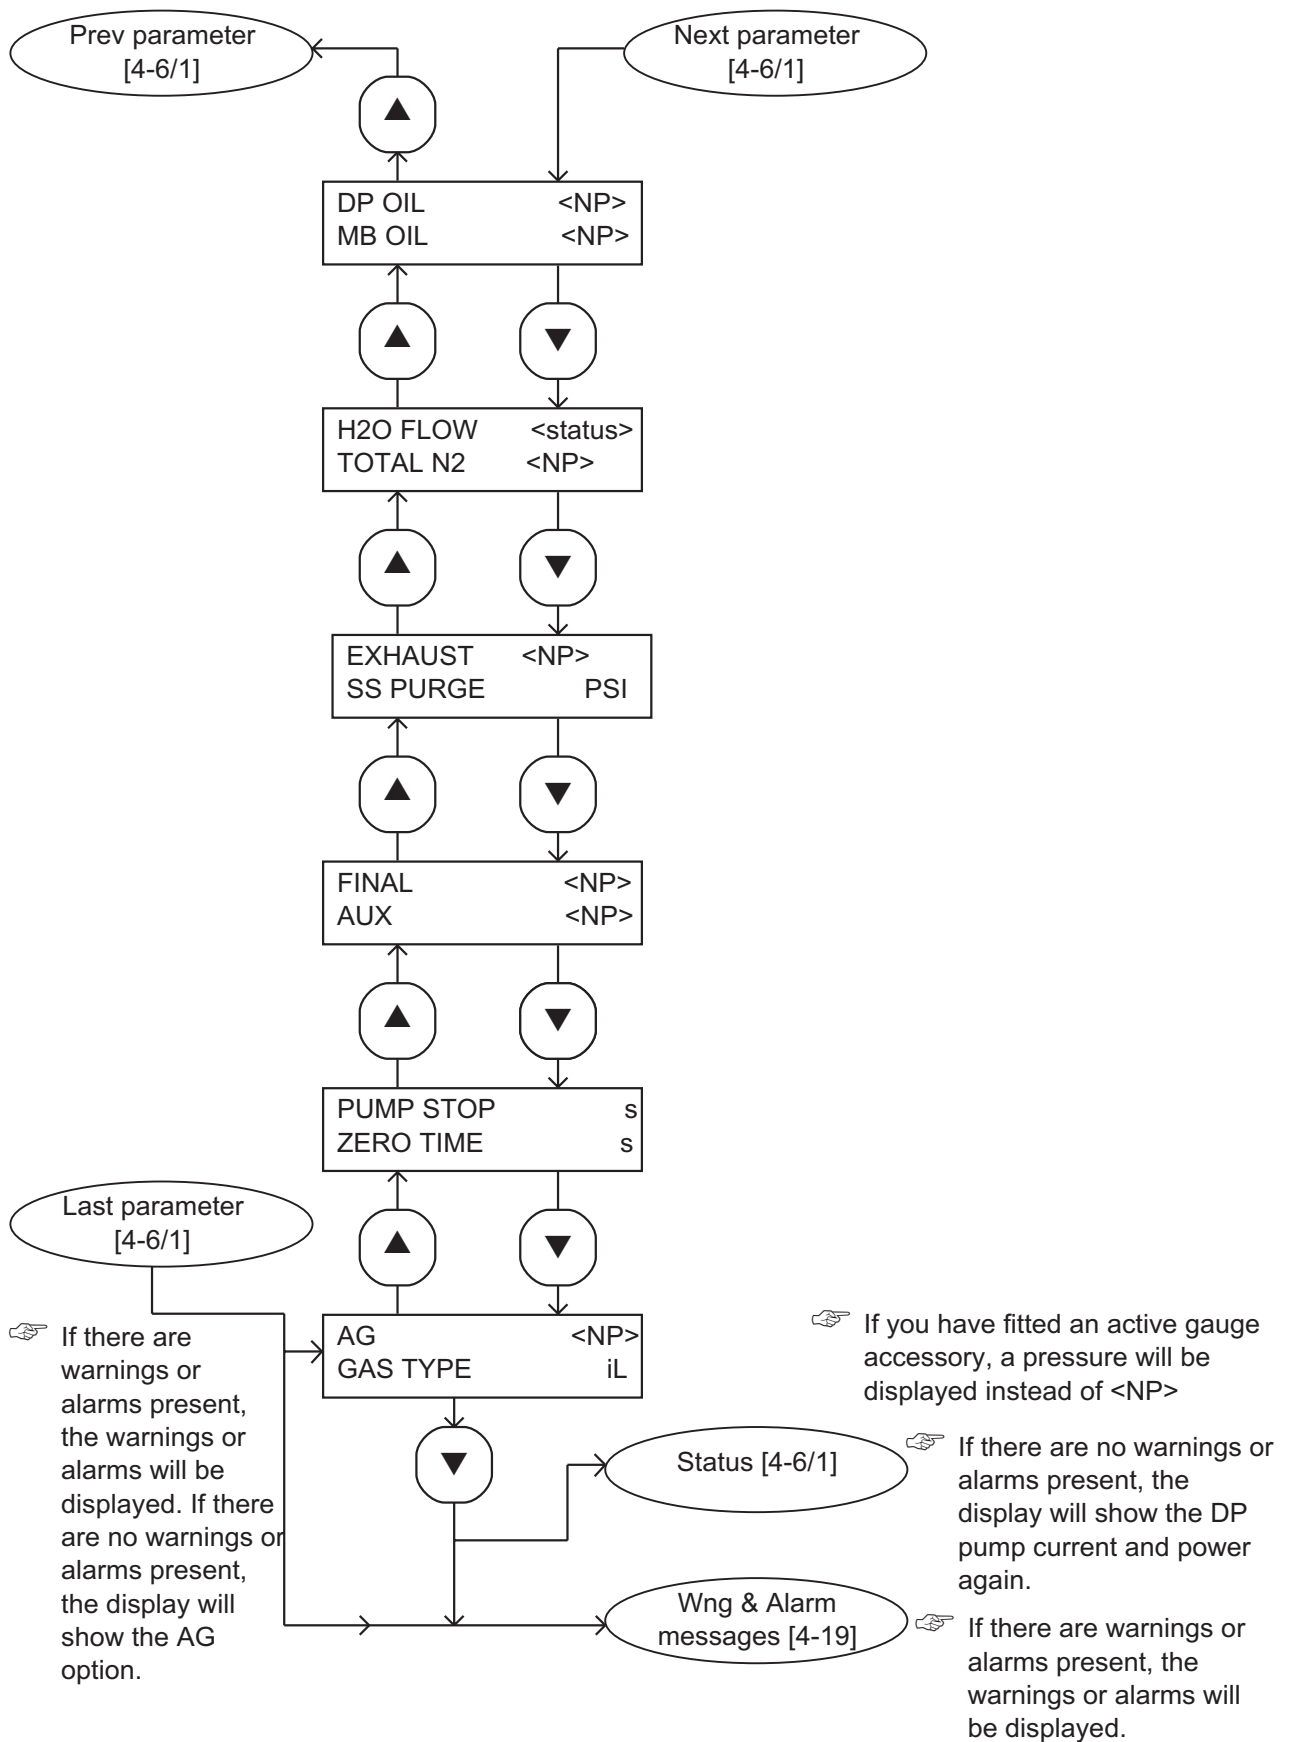 Prev parameter
[4-6/1]
Next parameter
[4-6/1]
DP OIL <NP>
MB OIL <NP>
H2O FLOW <status>
TOTAL N2 <NP>
EXHAUST <NP>
SS PURGE PSI
FINAL <NP>
AUX <NP>
PUMP STOP s
ZERO TIME s
Last parameter
[4-6/1]
AG <NP>
GAS TYPE iL
If there are
warnings or
alarms present,
the warnings or
alarms will be
displayed. If there
are no warnings or
alarms present,
the display will
show the AG
option.
If you have fitted an active gauge
accessory, a pressure will be
displayed instead of <NP>
Status [4-6/1]
If there are no warnings or
alarms present, the
display will show the DP
pump current and power
again.
Wng & Alarm
messages [4-19]
If there are warnings or
alarms present, the
warnings or alarms will
be displayed.